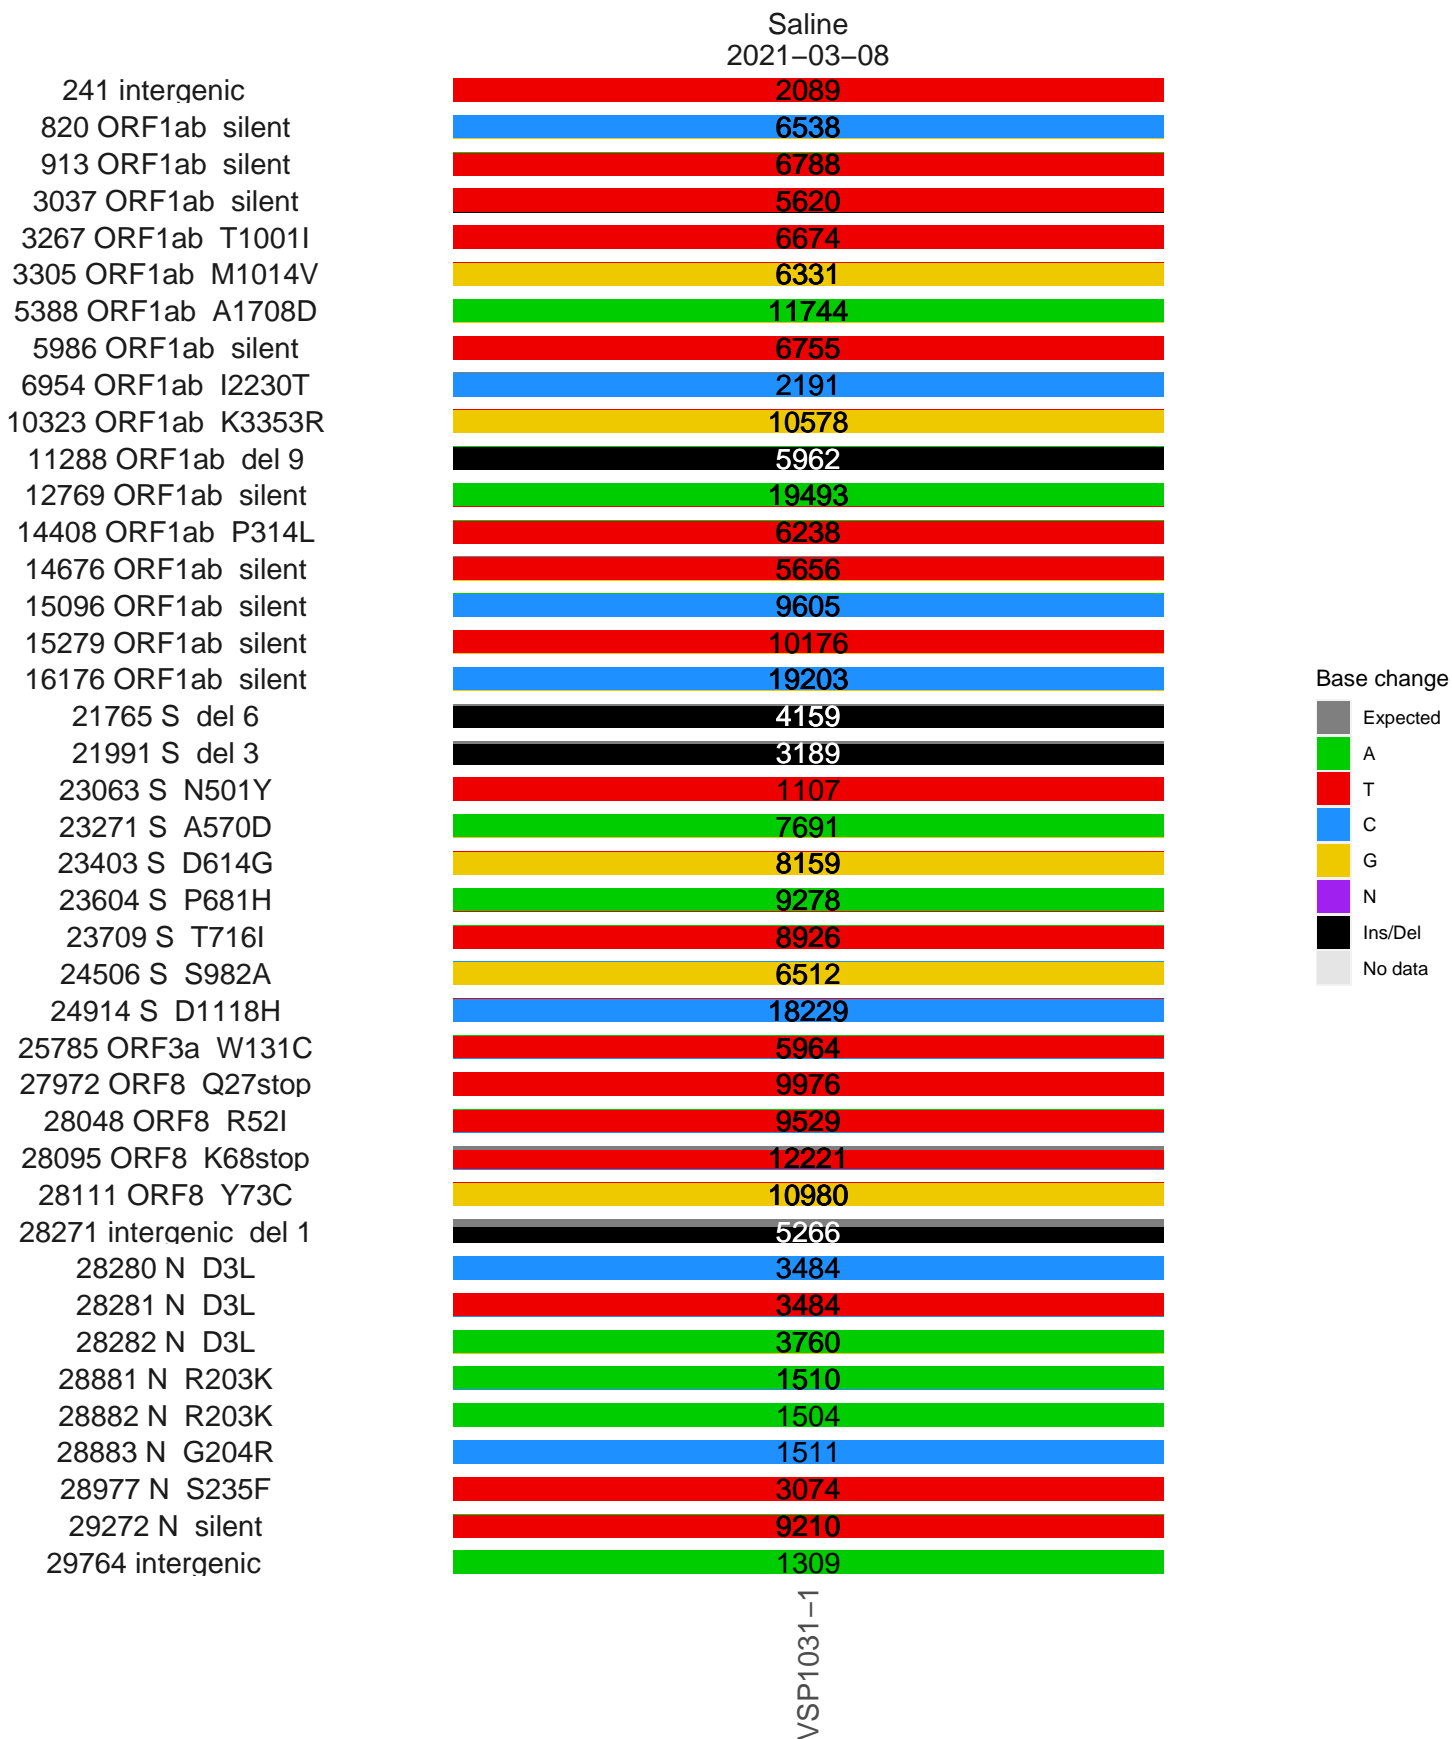 Saline
2021−03−08
241 intergenic 2089
820 ORF1ab silent 6538
913 ORF1ab silent 6788
3037 ORF1ab silent 5620
3267 ORF1ab T1001I 6674
3305 ORF1ab M1014V 6331
5388 ORF1ab A1708D 11744
5986 ORF1ab silent 6755
6954 ORF1ab I2230T 2191
10323 ORF1ab K3353R 10578
11288 ORF1ab del 9 5962
12769 ORF1ab silent 19493
14408 ORF1ab P314L 6238
14676 ORF1ab silent 5656
15096 ORF1ab silent 9605
15279 ORF1ab silent 10176
16176 ORF1ab silent 19203
21765 S del 6 4159
21991 S del 3 3189
23063 S N501Y 1107
23271 S A570D 7691
23403 S D614G 8159
23604 S P681H 9278
23709 S T716I 8926
24506 S S982A 6512
24914 S D1118H 18229
25785 ORF3a W131C 5964
27972 ORF8 Q27stop 9976
28048 ORF8 R52I 9529
28095 ORF8 K68stop 12221
28111 ORF8 Y73C 10980
28271 intergenic del 1 5266
28280 N D3L 3484
28281 N D3L 3484
28282 N D3L 3760
28881 N R203K 1510
28882 N R203K 1504
28883 N G204R 1511
28977 N S235F 3074
29272 N silent 9210
29764 intergenic 1309
VSP1031−1
Base change
Expected
A
T
C
G
N
Ins/Del
No data